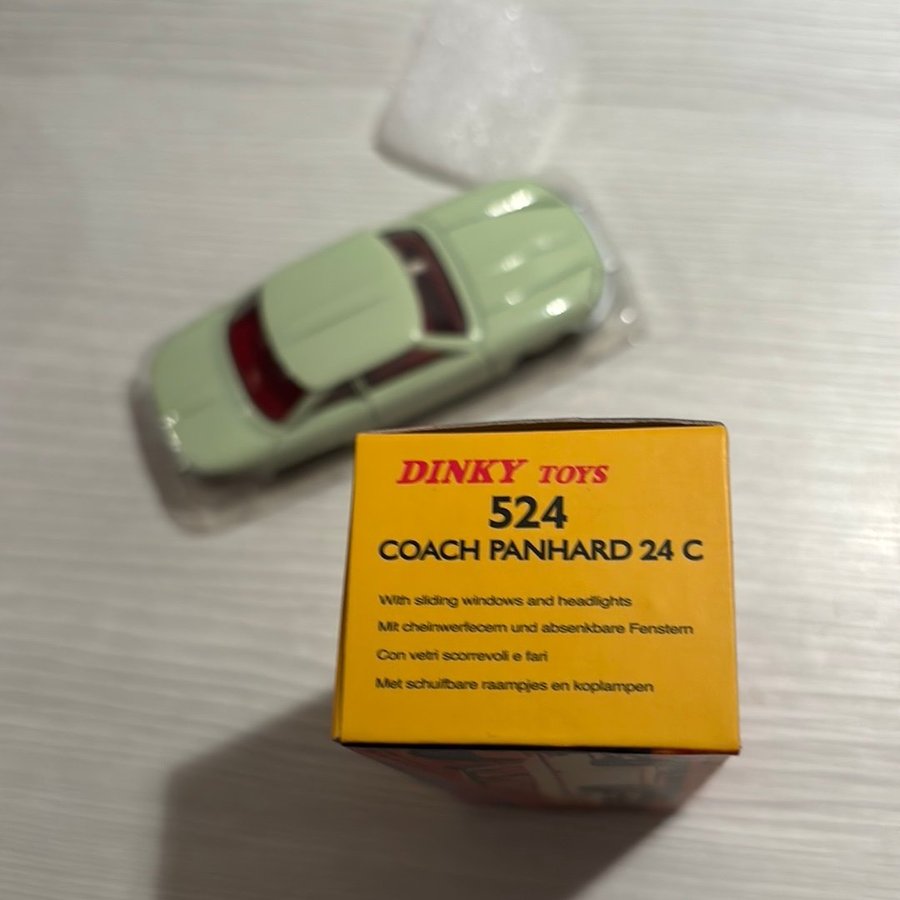 DINKY TOYS
524
COACH PANHARD 24 C
With sliding windows and headlights
Mit cheinwerfecern und absenkbare Fenstern
Con vetri scorrevoli e fari
Met schuifbare raampjes en koplampen